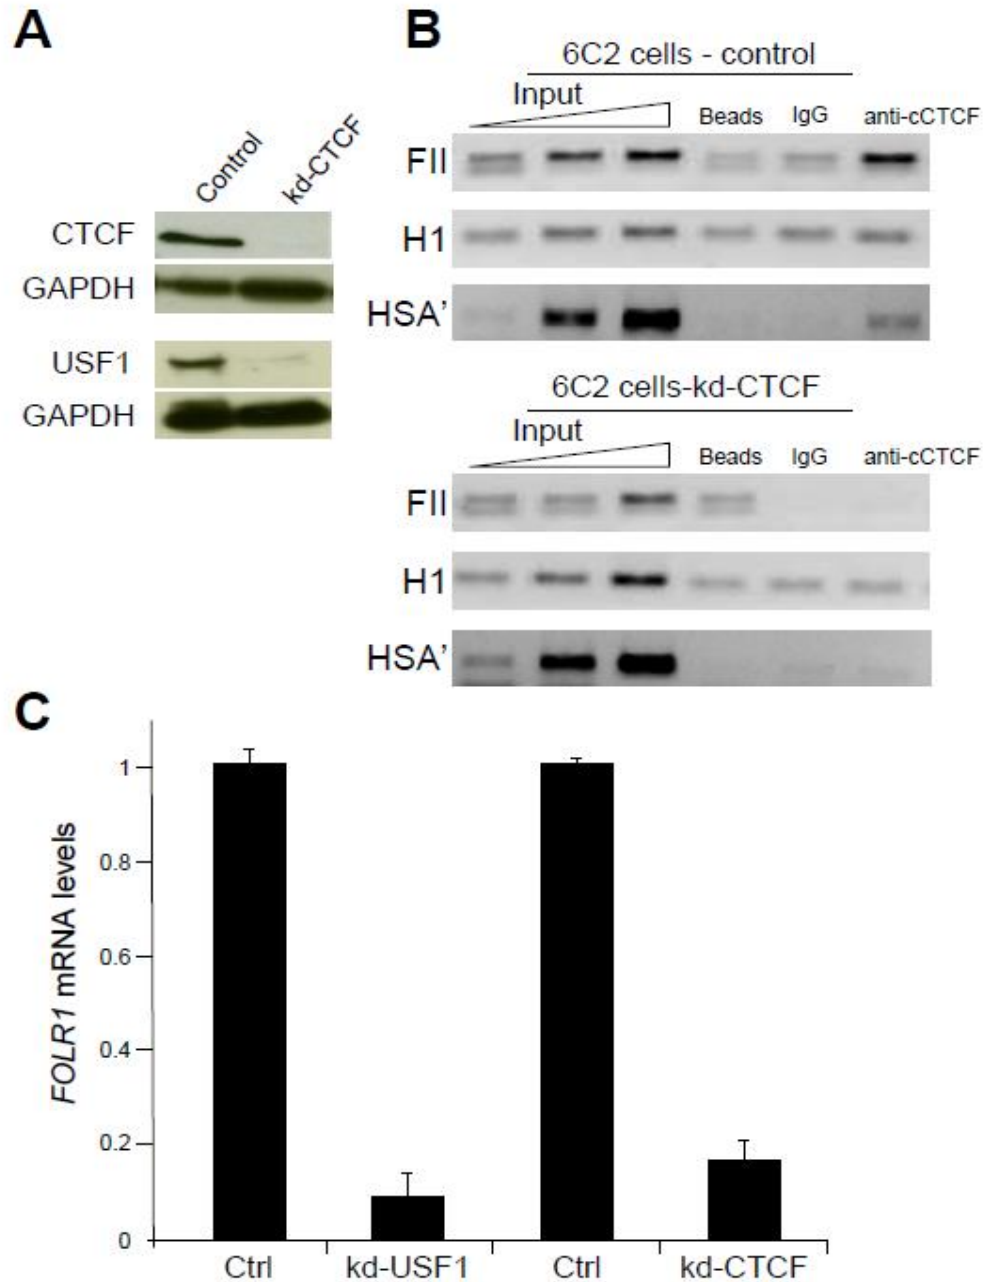 A
Control
kd-CTCF
CTCF
GAPDH
USF1
GAPDH
B
6C2 cells - control
Input
Beads
IgG
anti-cCTCF
FII
H1
HSA'
6C2 cells-kd-CTCF
Input
Beads
IgG
anti-cCTCF
FII
H1
HSA'
C
FOLR1 mRNA levels
1
0.8
0.6
0.4
0.2
0
Ctrl
kd-USF1
Ctrl
kd-CTCF